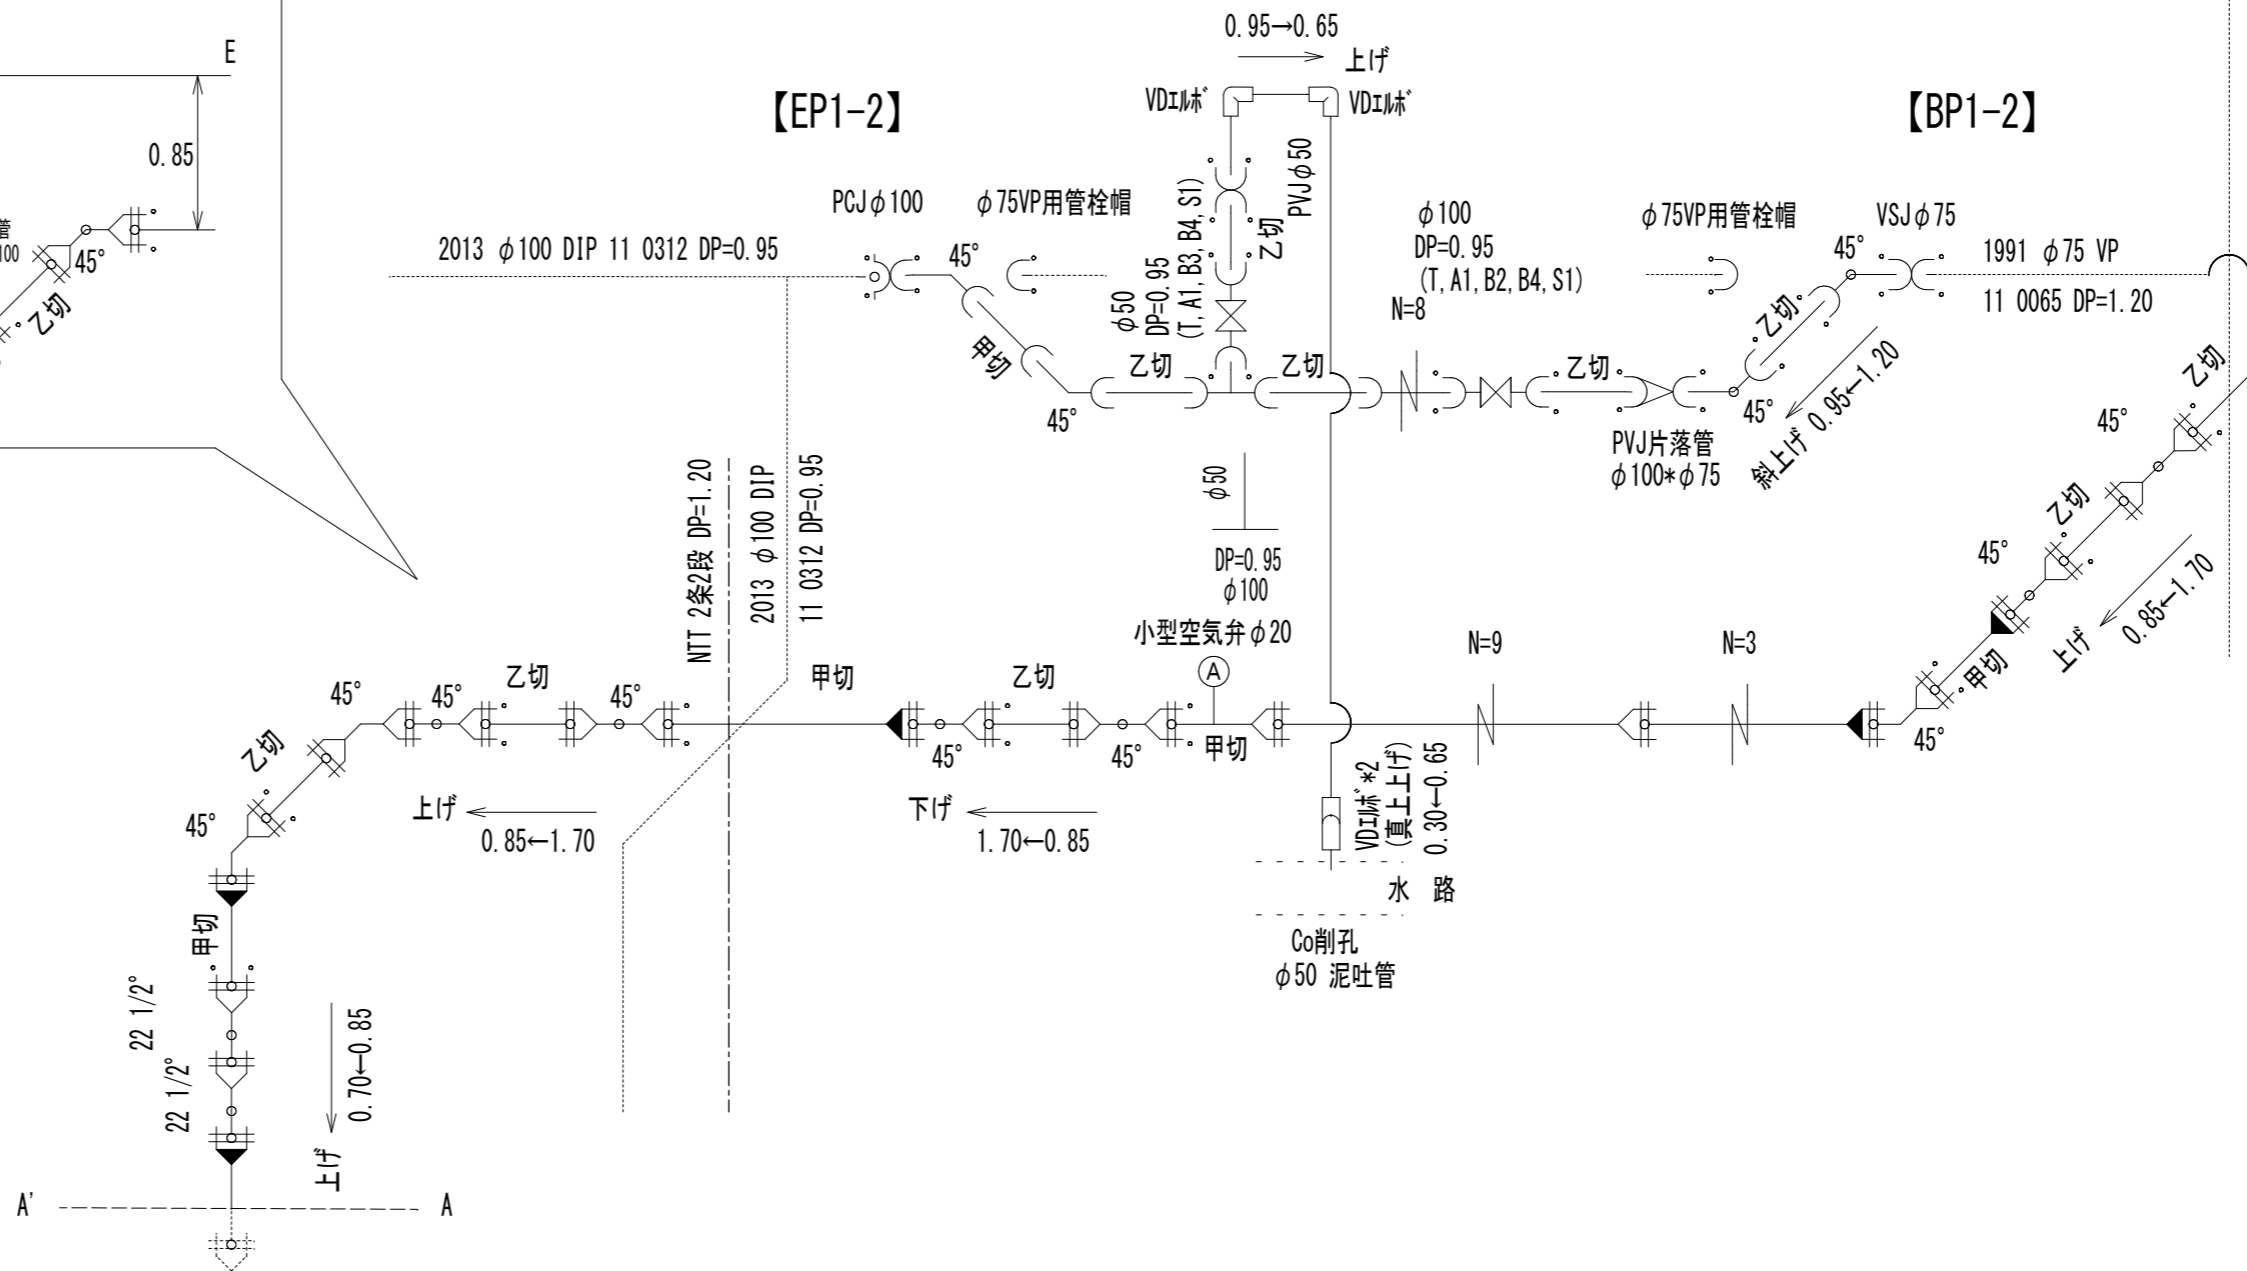 E
0.85
管
100
45°
乙切
【EP1-2】
0.95→0.65
上げ
VDｴﾙﾎﾞ
VDｴﾙﾎﾞ
【BP1-2】
PCJφ100
φ75VP用管栓帽
2013 φ100 DIP 11 0312 DP=0.95
45°
甲切
45°
乙切
φ50
DP=0.95
(T,A1,B3,B4,S1)
乙切
PVJφ50
乙切
φ100
DP=0.95
(T,A1,B2,B4,S1)
N=8
φ75VP用管栓帽
VSJφ75
45°
1991 φ75 VP
11 0065 DP=1.20
乙切
乙切
45°
斜上げ 0.95←1.20
PVJ片落管
φ100*φ75
乙切
45°
乙切
45°
甲切
45°
上げ
0.85←1.70
NTT 2条2段 DP=1.20
2013 φ100 DIP
11 0312 DP=0.95
φ50
DP=0.95
φ100
小型空気弁φ20
A
N=9
N=3
45°
45°
乙切
45°
甲切
乙切
45°
45°
甲切
乙切
45°
上げ
0.85←1.70
下げ
1.70←0.85
VDｴﾙﾎﾞ*2
(真上上げ)
0.30←0.65
水 路
Co削孔
φ50 泥吐管
甲切
22 1/2°
22 1/2°
0.70←0.85
上げ
A'
A